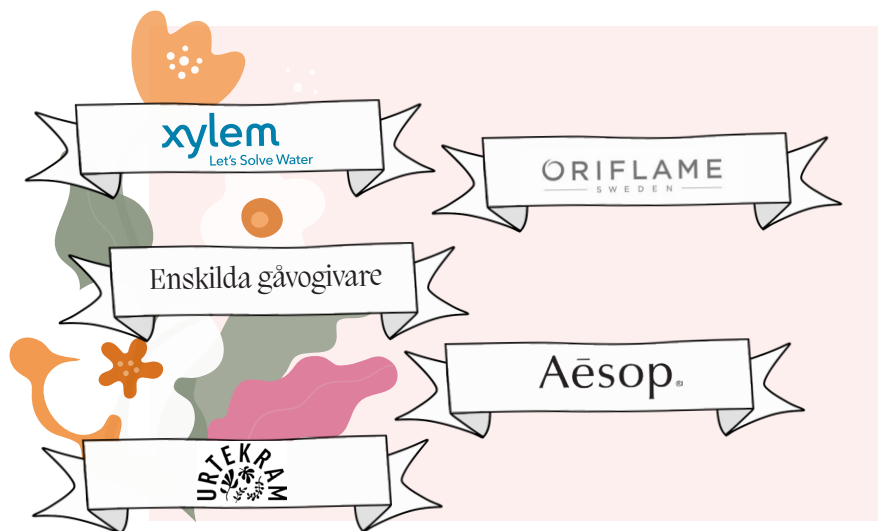 xylem
Let's Solve Water
ORIFLAME
SWEDEN
Enskilda gåvogivare
Aēsop®
URTEKRAM